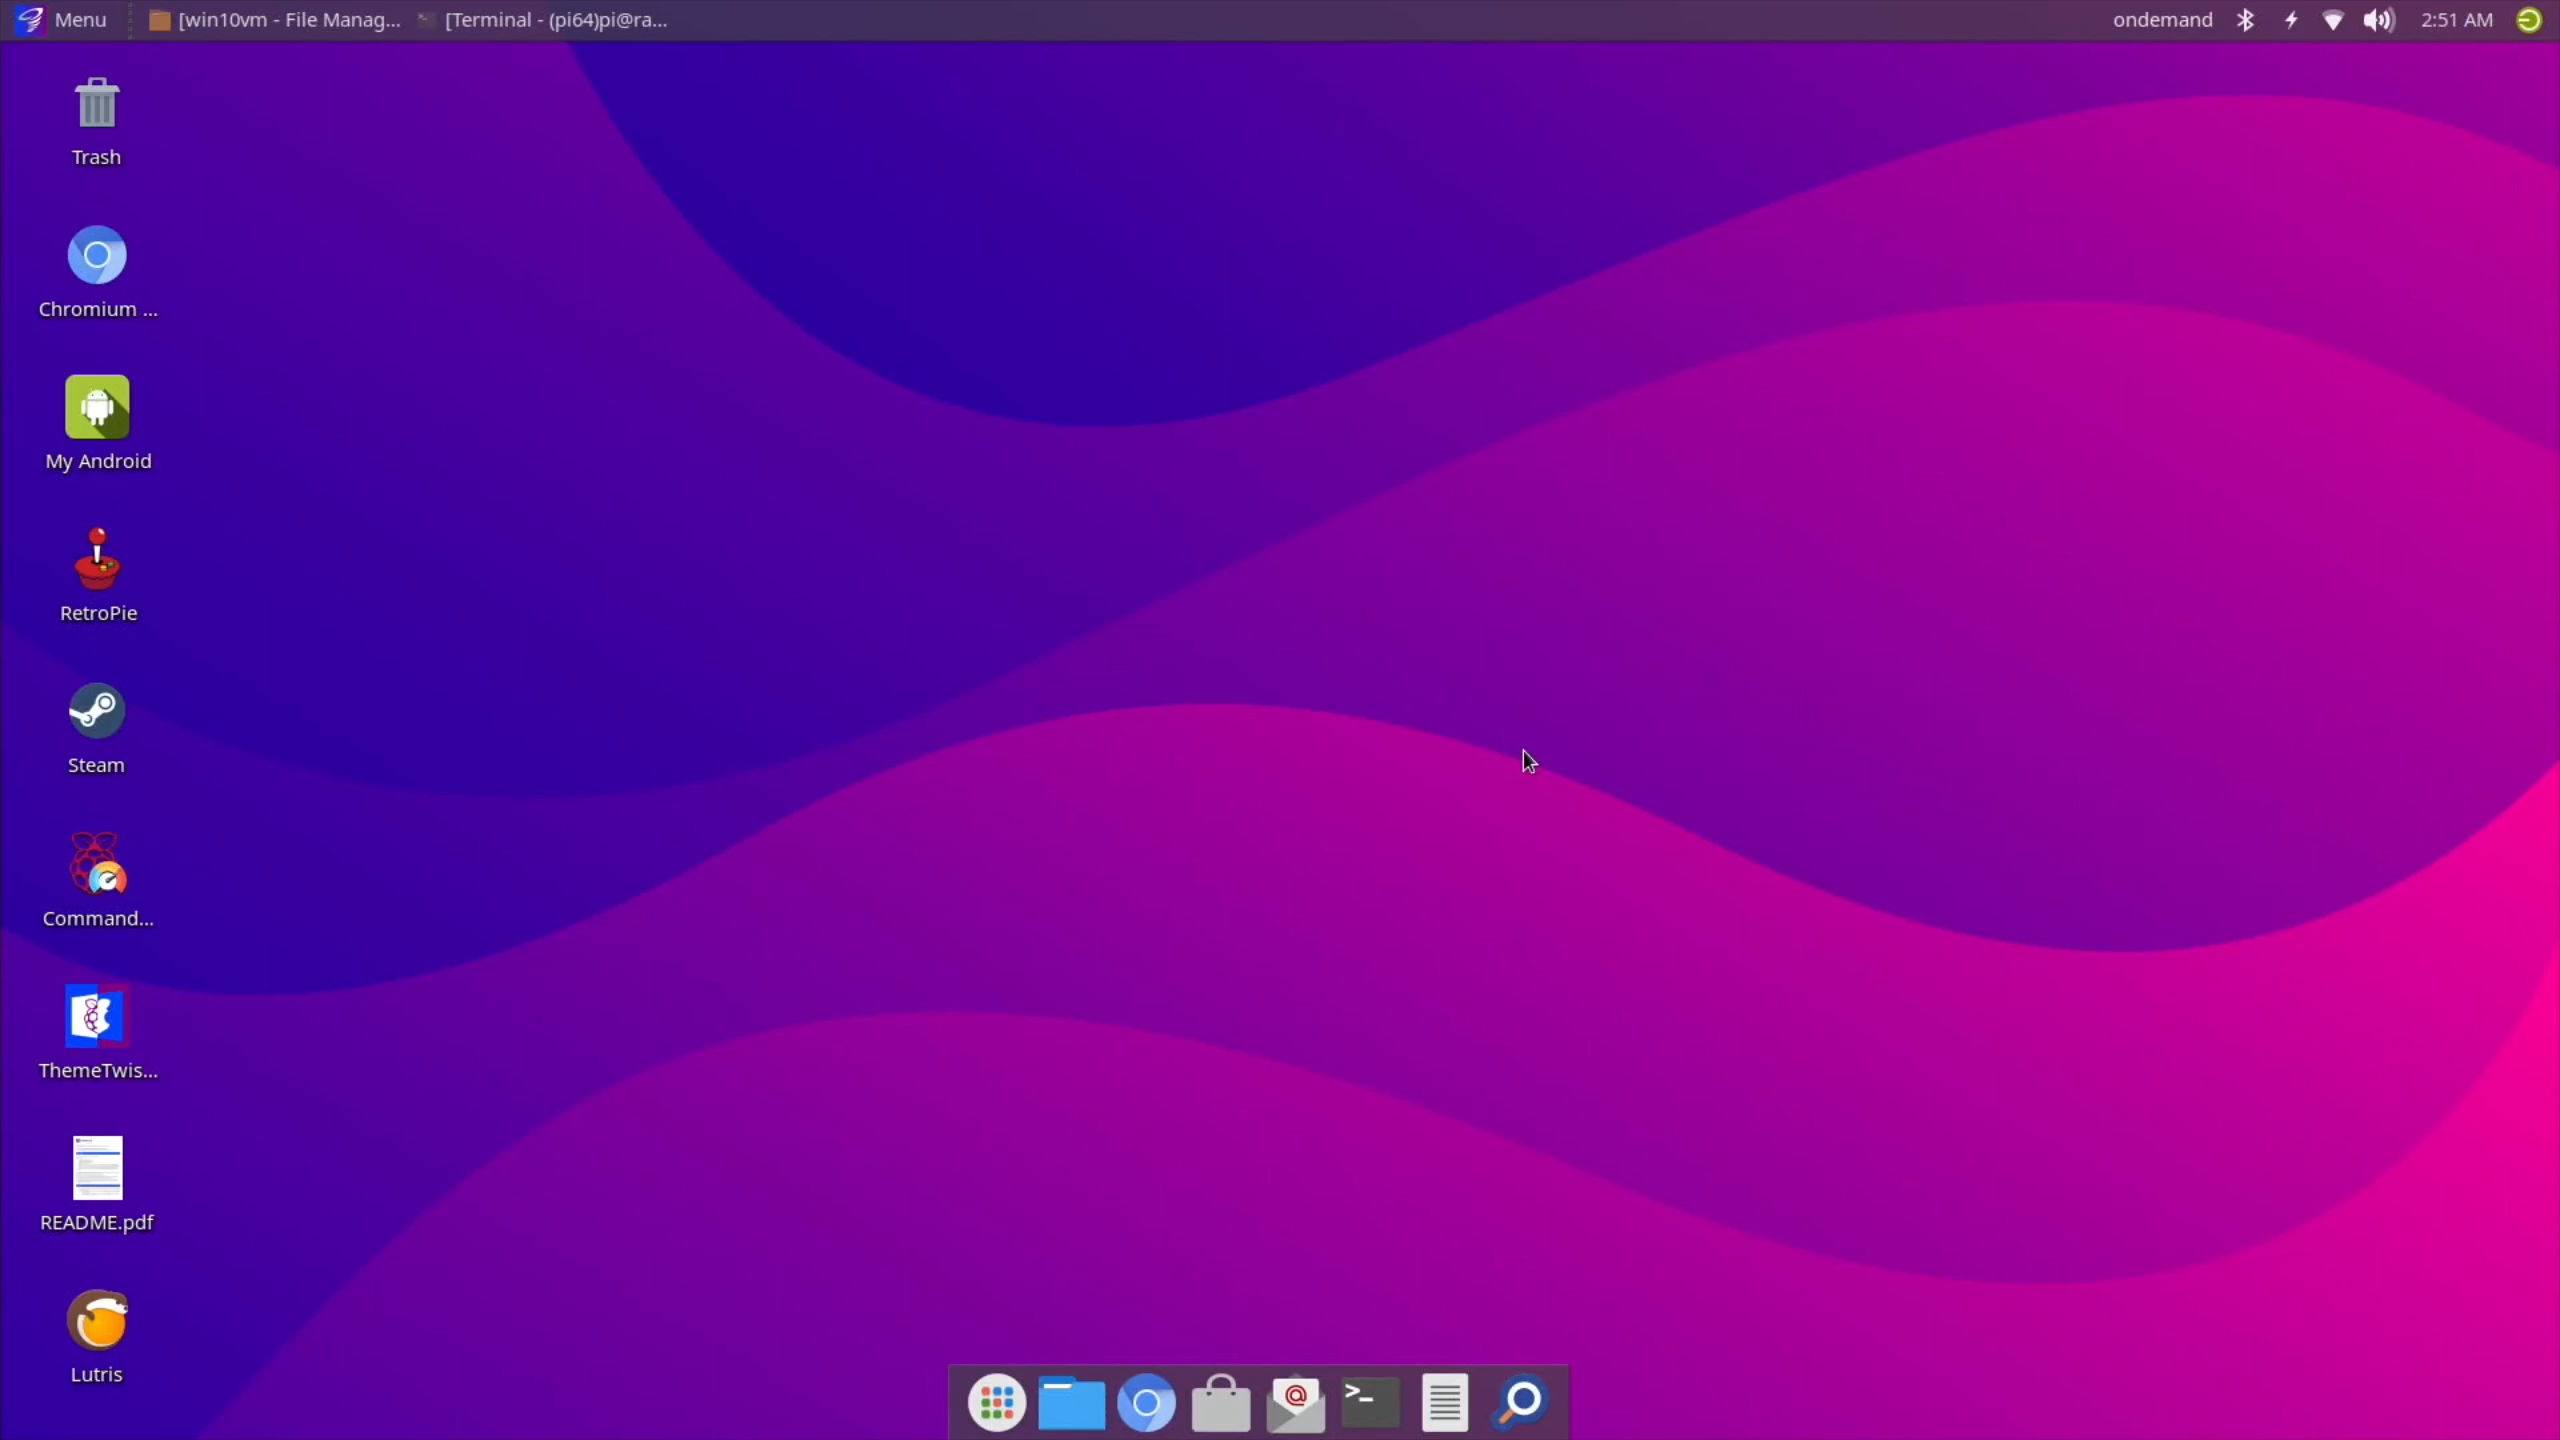 Menu
[win10vm - File Manag...
[Terminal - (pi64)pi@ra...
ondemand
2:51 AM
Trash
Chromium ...
My Android
RetroPie
Steam
Command...
ThemeTwis...
README.pdf
Lutris
@
>_